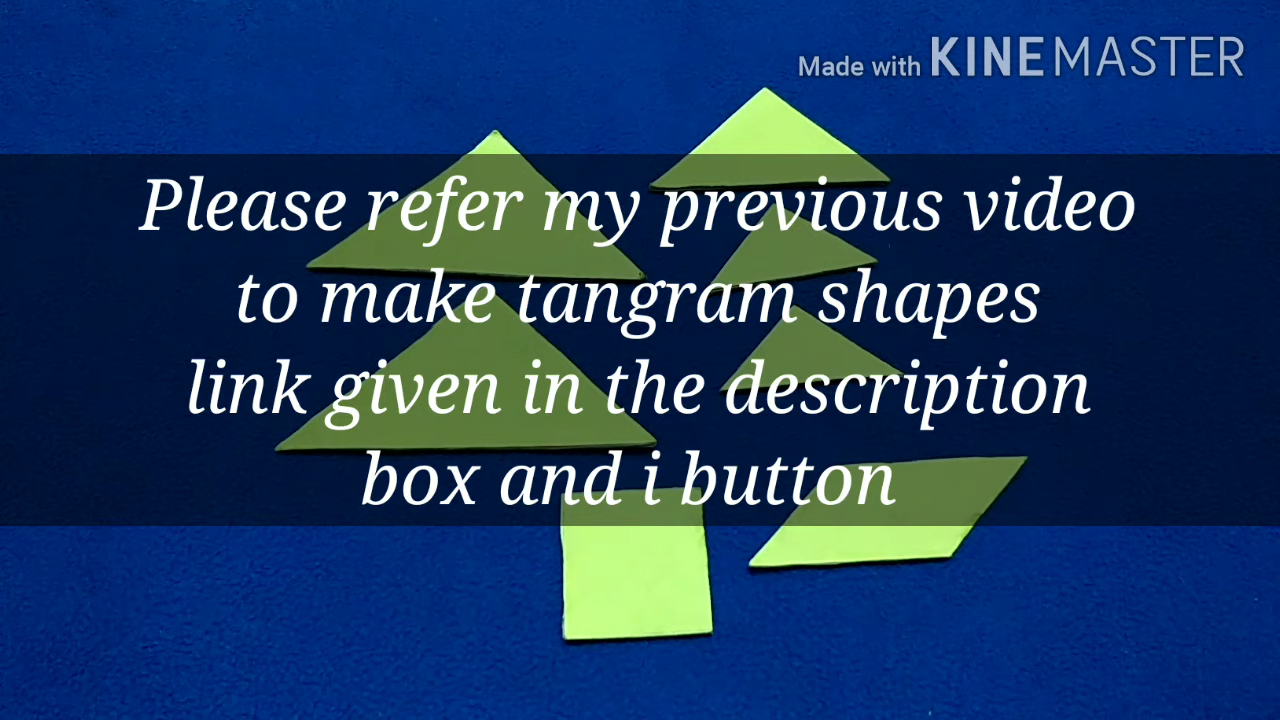 Made with KINEMASTER
Please refer my previous video
to make tangram shapes
link given in the description
box and i button